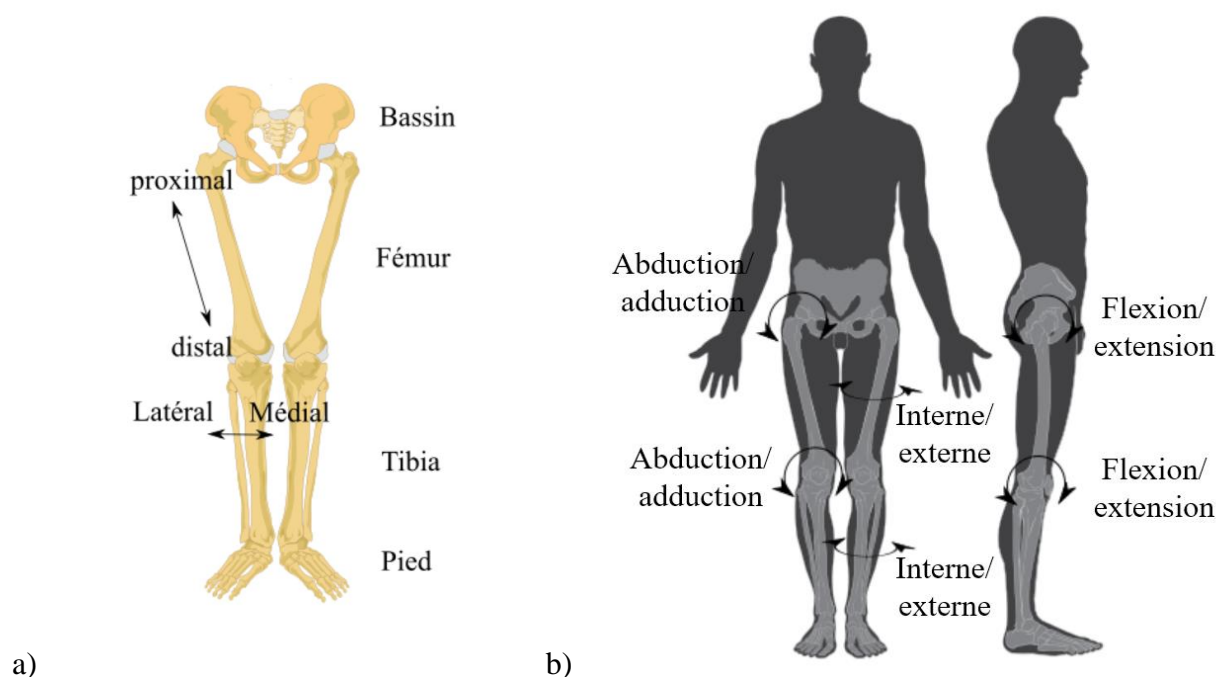 Bassin
proximal
Fémur
distal
Latéral Médial
Tibia
Pied
a)
Abduction/
adduction
Flexion/
extension
Interne/
externe
Abduction/
adduction
Flexion/
extension
Interne/
externe
b)